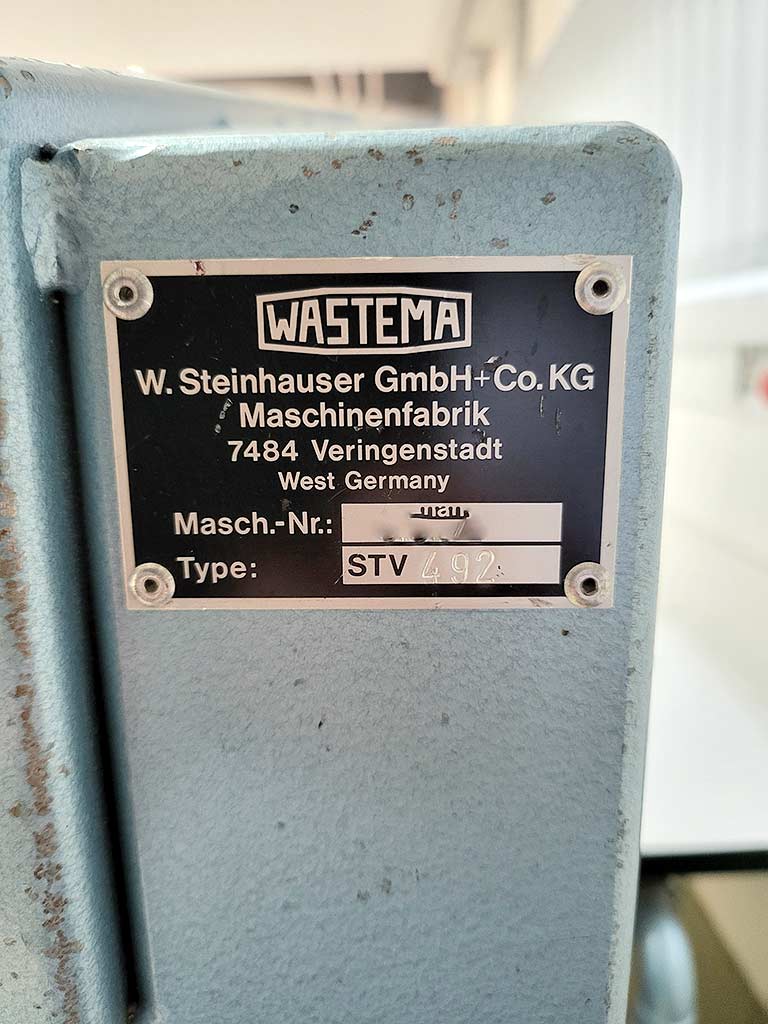 WASTEMA
W. Steinhauser GmbH+Co. KG
Maschinenfabrik
7484 Veringenstadt
West Germany
Masch.-Nr.:
Type: STV 492